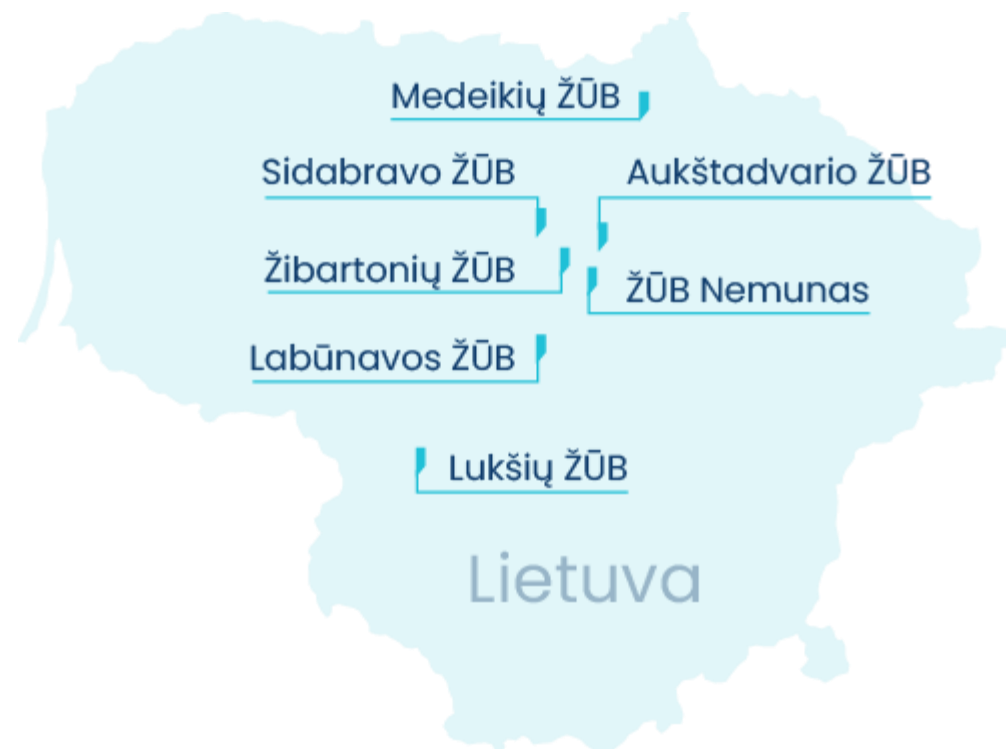 Medeikių ŽŪB
Sidabravo ŽŪB
Aukštadvario ŽŪB
Žibartonių ŽŪB
ŽŪB Nemunas
Labūnavos ŽŪB
Lukšių ŽŪB
Lietuva